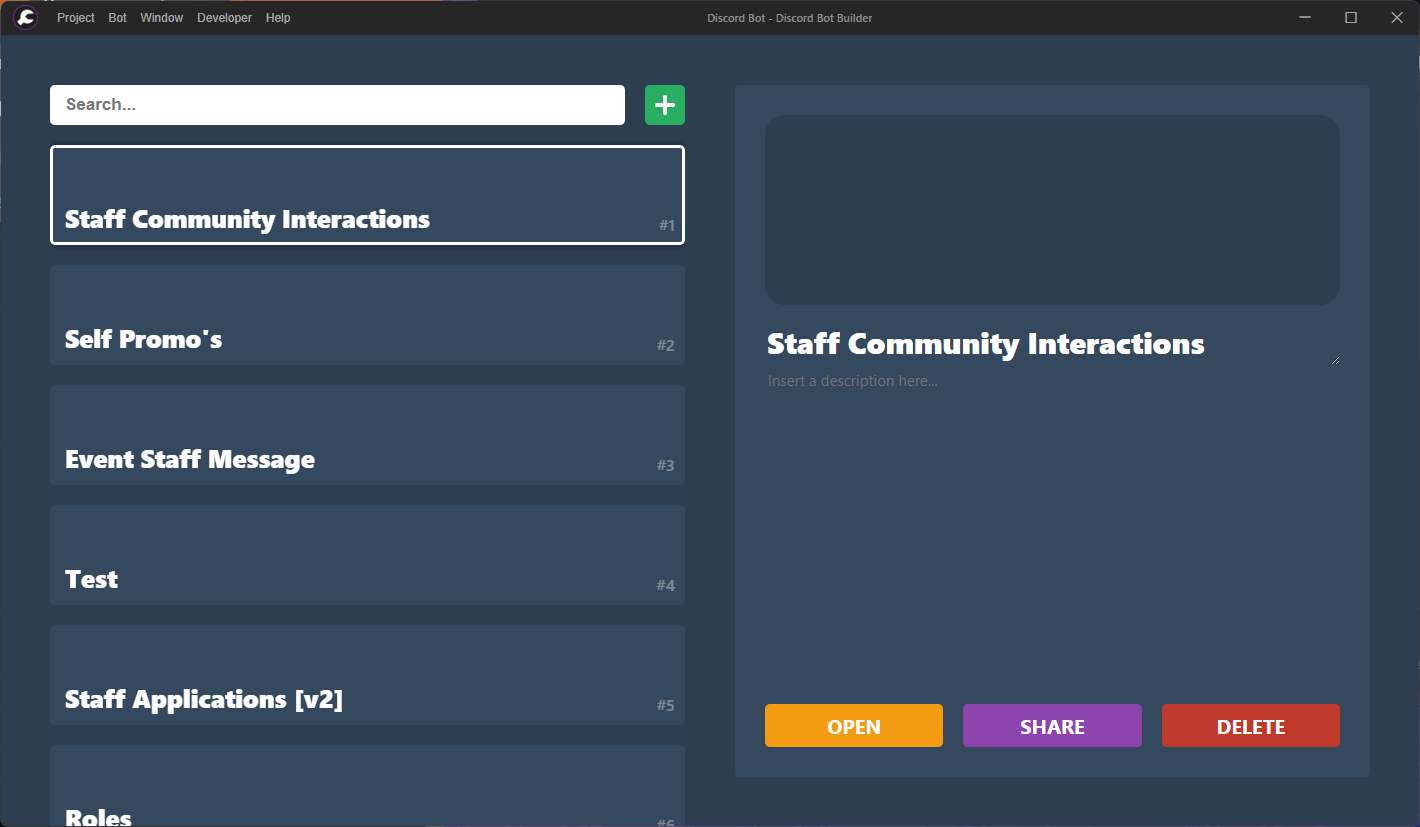 Project Bot Window Developer Help
Discord Bot - Discord Bot Builder
Search...
Staff Community Interactions
#1
Self Promo's
#2
Event Staff Message
#3
Test
#4
Staff Applications [v2]
#5
Roles
#6
Staff Community Interactions
Insert a description here...
OPEN
SHARE
DELETE